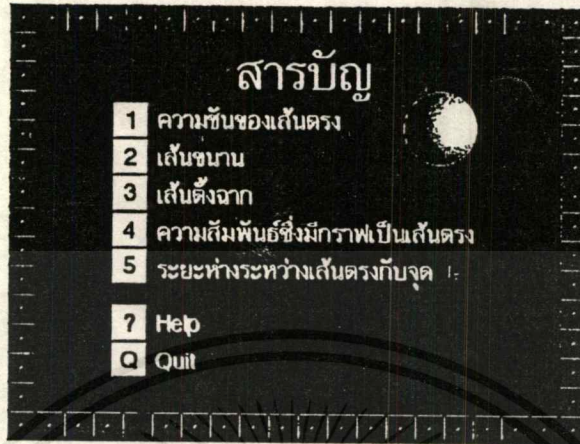 สารบัญ
1 ความชันของเส้นตรง
2 เส้นขนาน
3 เส้นตั้งฉาก
4 ความสัมพันธ์ซึ่งมีกราฟเป็นเส้นตรง
5 ระยะห่างระหว่างเส้นตรงกับจุด
? Help
Q Quit